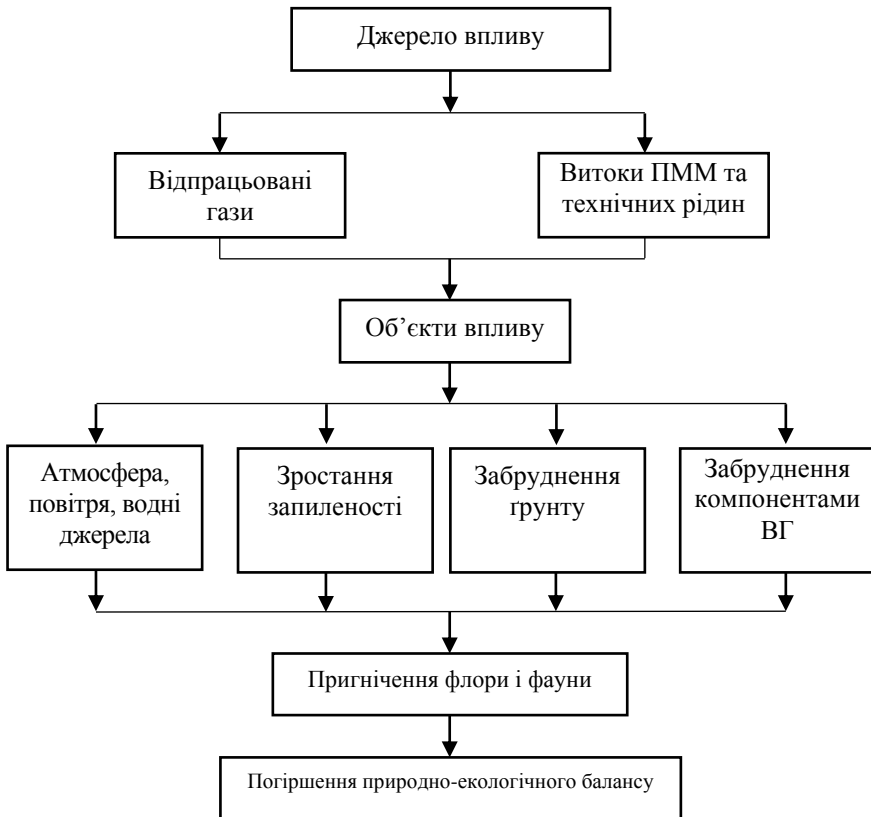 Джерело впливу
Відпрацьовані
гази
Витоки ПММ та
технічних рідин
Об’єкти впливу
Атмосфера,
повітря, водні
джерела
Зростання
запиленості
Забруднення
ґрунту
Забруднення
компонентами
ВГ
Пригнічення флори і фауни
Погіршення природно-екологічного балансу